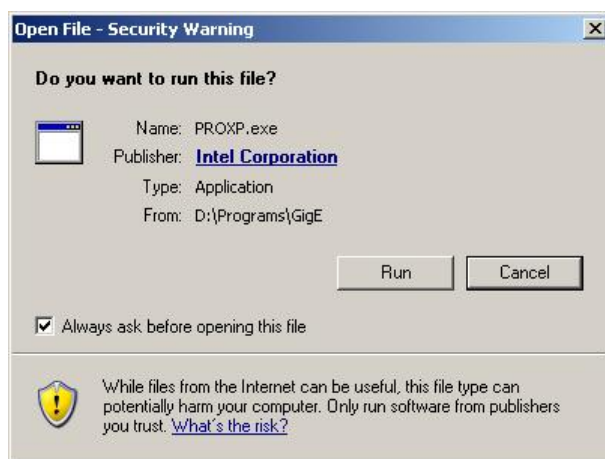 Open File - Security Warning
Do you want to run this file?
Name: PROXP.exe
Publisher: Intel Corporation
Type: Application
From: D:\Programs\GigE
Run Cancel
Always ask before opening this file
While files from the Internet can be useful, this file type can
potentially harm your computer. Only run software from publishers
you trust. What's the risk?